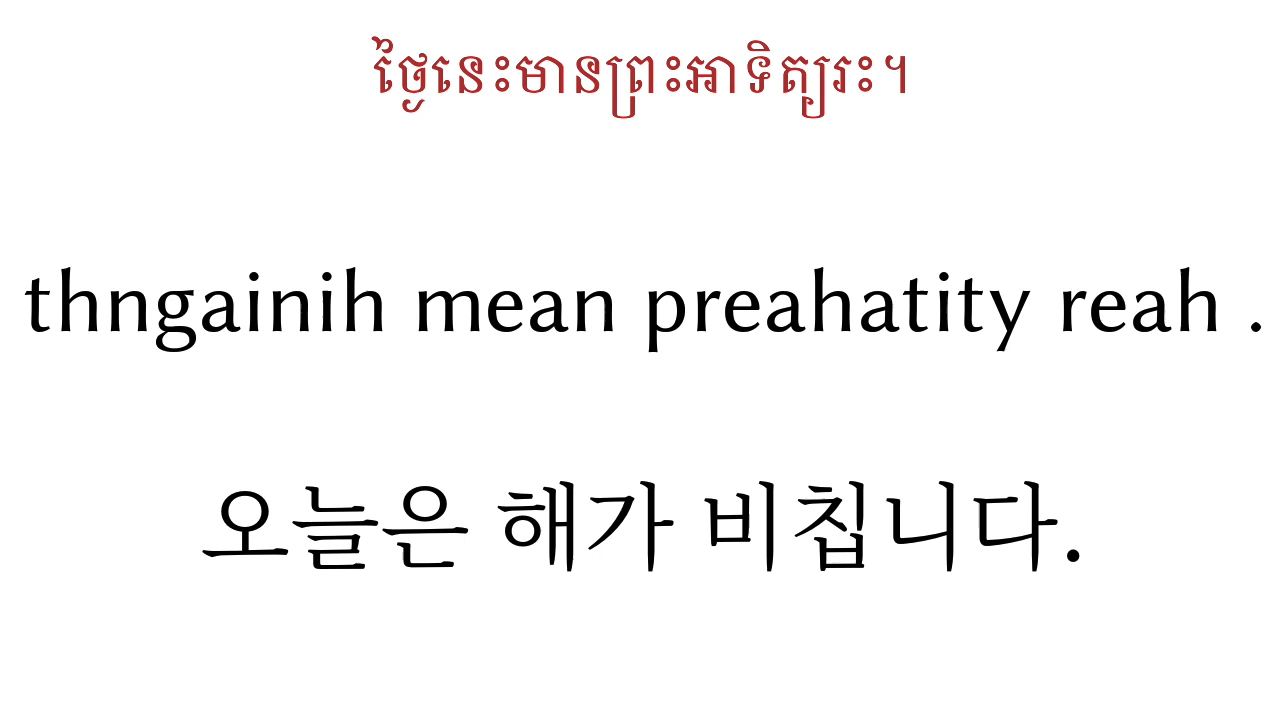 ថ្ងៃនេះមានព្រះអាទិត្យរះ។
thngainih mean preahatity reah .
오늘은 해가 비칩니다.